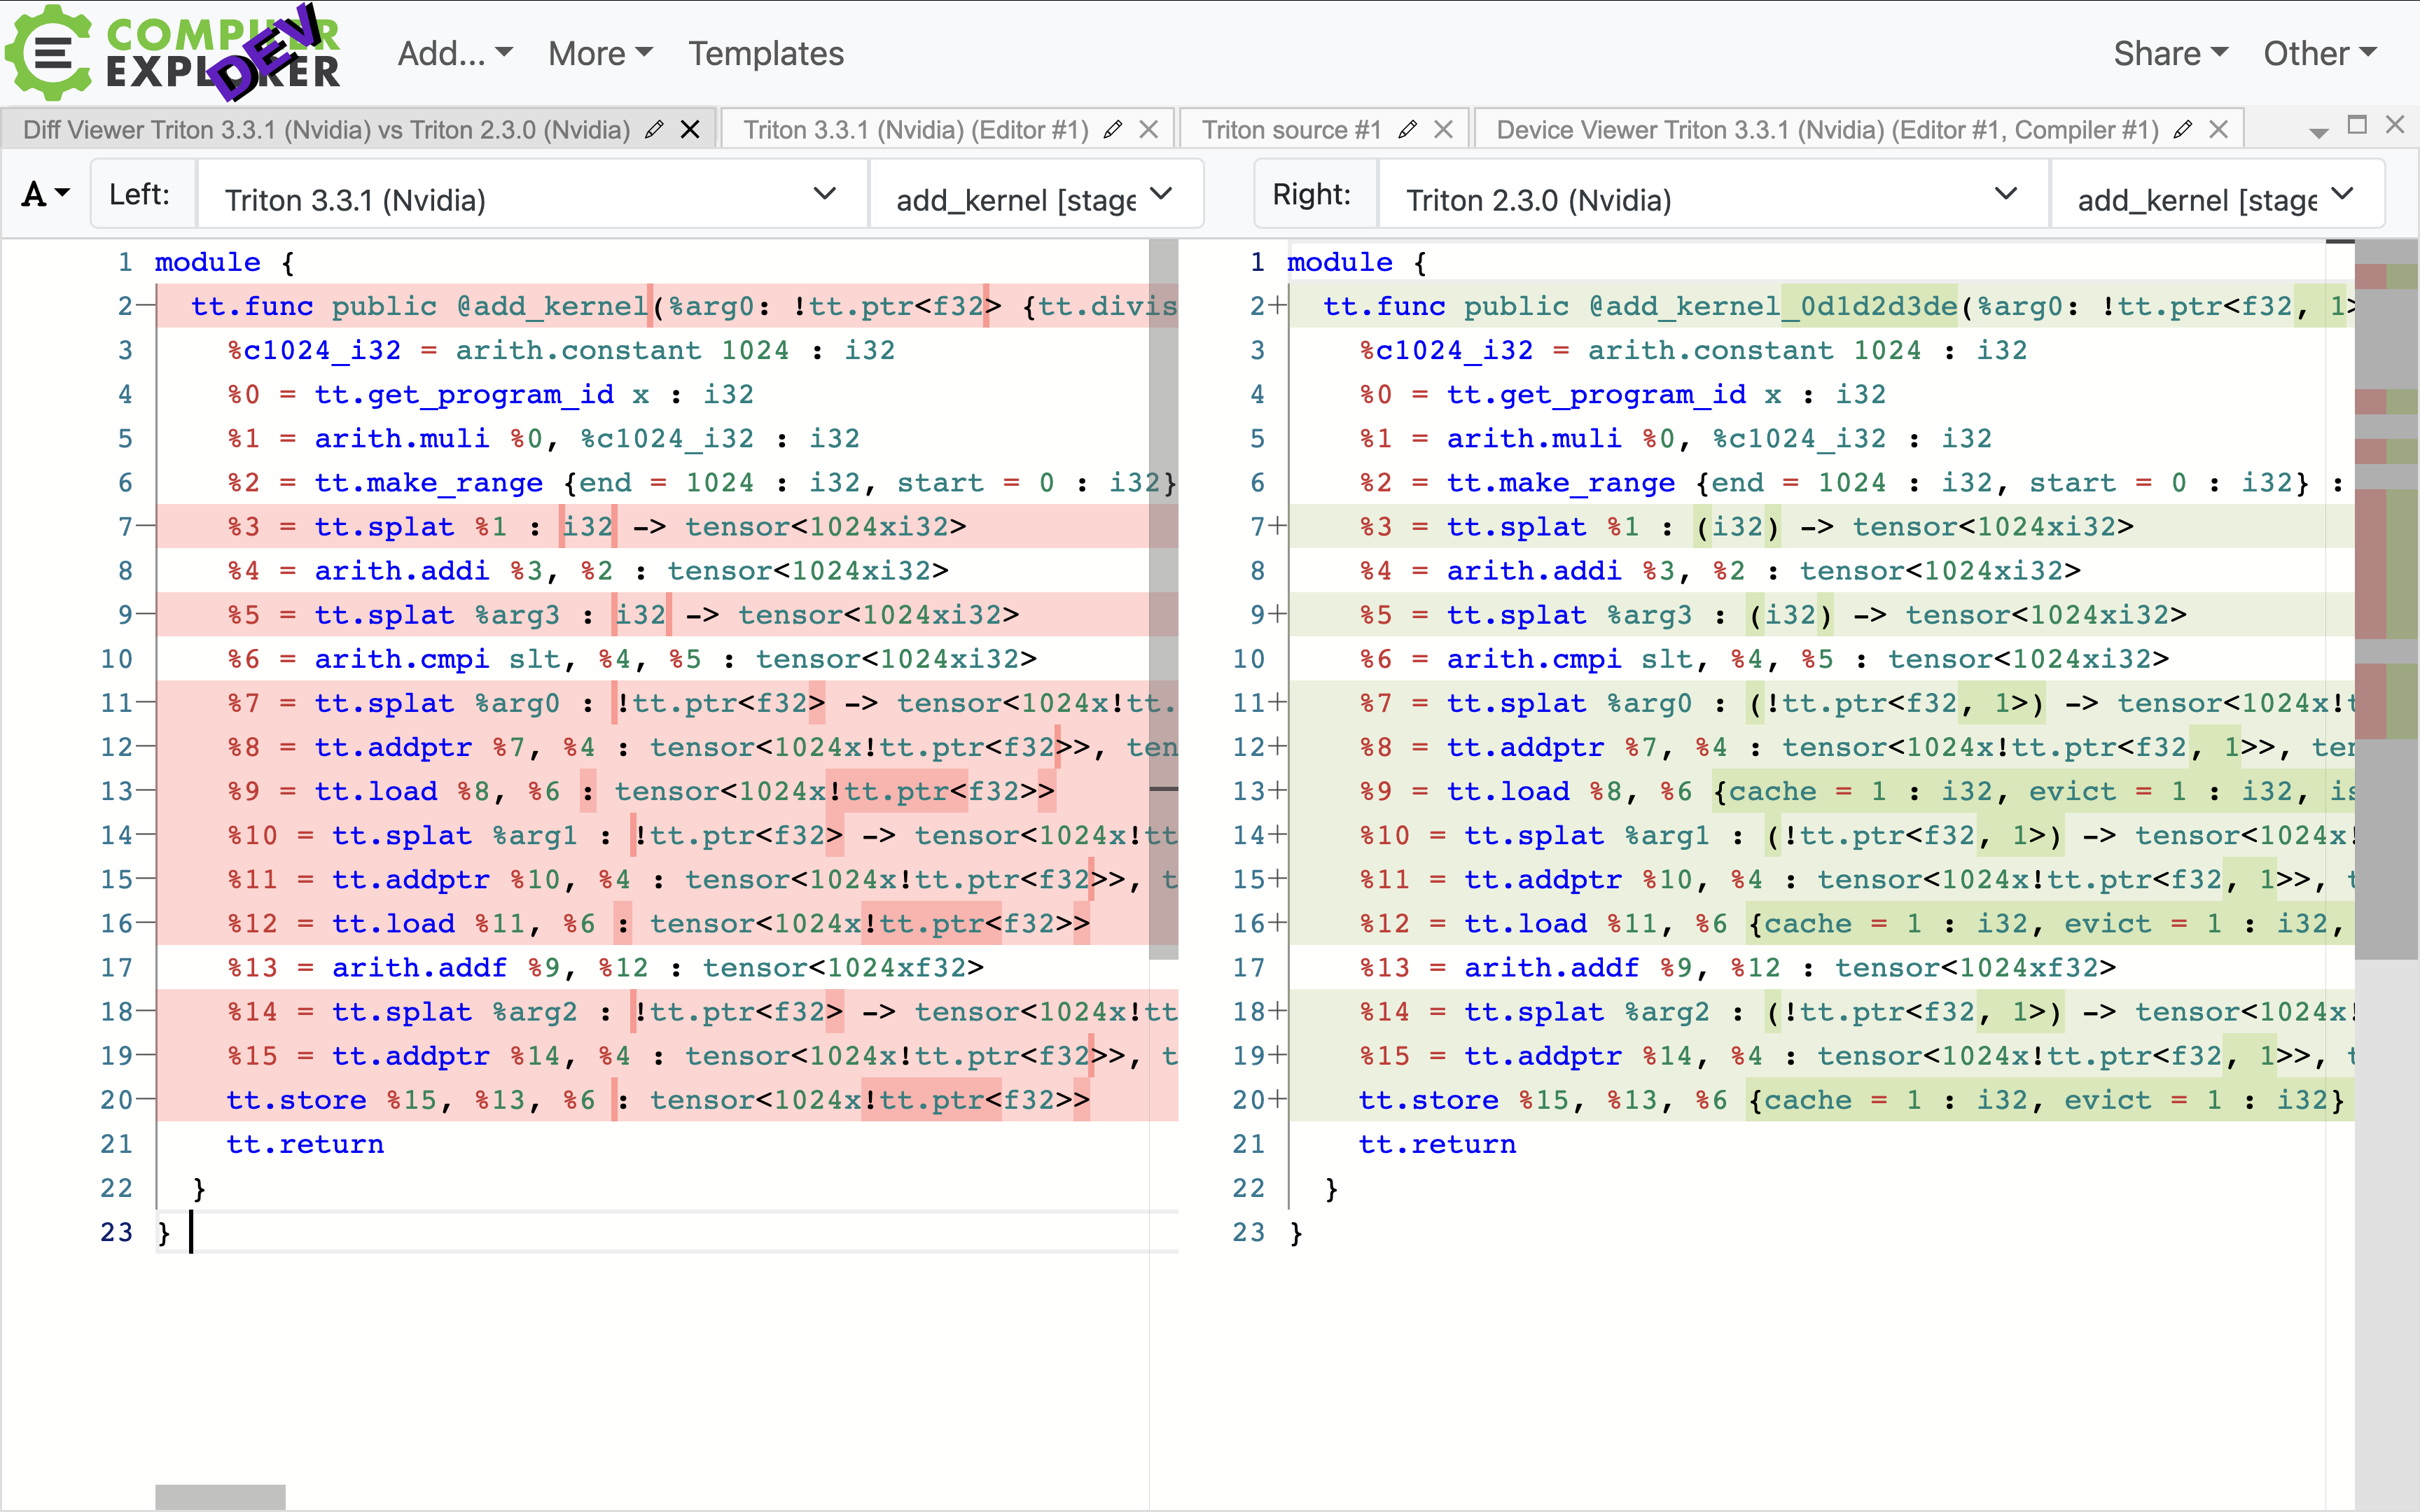 COMPILER
EXPLORER
DEV
Add... More Templates Share Other
Diff Viewer Triton 3.3.1 (Nvidia) vs Triton 2.3.0 (Nvidia) Triton 3.3.1 (Nvidia) (Editor #1) Triton source #1 Device Viewer Triton 3.3.1 (Nvidia) (Editor #1, Compiler #1)
A Left: Triton 3.3.1 (Nvidia) add_kernel [stage Right: Triton 2.3.0 (Nvidia) add_kernel [stage
1 module {
2 tt.func public @add_kernel(%arg0: !tt.ptr<f32> {tt.divis
3 %c1024_i32 = arith.constant 1024 : i32
4 %0 = tt.get_program_id x : i32
5 %1 = arith.muli %0, %c1024_i32 : i32
6 %2 = tt.make_range {end = 1024 : i32, start = 0 : i32}
7 %3 = tt.splat %1 : i32 -> tensor<1024xi32>
8 %4 = arith.addi %3, %2 : tensor<1024xi32>
9 %5 = tt.splat %arg3 : i32 -> tensor<1024xi32>
10 %6 = arith.cmpi slt, %4, %5 : tensor<1024xi32>
11 %7 = tt.splat %arg0 : !tt.ptr<f32> -> tensor<1024x!tt.
12 %8 = tt.addptr %7, %4 : tensor<1024x!tt.ptr<f32>>, ten
13 %9 = tt.load %8, %6 : tensor<1024x!tt.ptr<f32>>
14 %10 = tt.splat %arg1 : !tt.ptr<f32> -> tensor<1024x!tt
15 %11 = tt.addptr %10, %4 : tensor<1024x!tt.ptr<f32>>, t
16 %12 = tt.load %11, %6 : tensor<1024x!tt.ptr<f32>>
17 %13 = arith.addf %9, %12 : tensor<1024xf32>
18 %14 = tt.splat %arg2 : !tt.ptr<f32> -> tensor<1024x!tt
19 %15 = tt.addptr %14, %4 : tensor<1024x!tt.ptr<f32>>, t
20 tt.store %15, %13, %6 : tensor<1024x!tt.ptr<f32>>
21 tt.return
22 }
23 }
1 module {
2+ tt.func public @add_kernel_0d1d2d3de(%arg0: !tt.ptr<f32, 1>
3 %c1024_i32 = arith.constant 1024 : i32
4 %0 = tt.get_program_id x : i32
5 %1 = arith.muli %0, %c1024_i32 : i32
6 %2 = tt.make_range {end = 1024 : i32, start = 0 : i32} :
7+ %3 = tt.splat %1 : (i32) -> tensor<1024xi32>
8 %4 = arith.addi %3, %2 : tensor<1024xi32>
9+ %5 = tt.splat %arg3 : (i32) -> tensor<1024xi32>
10 %6 = arith.cmpi slt, %4, %5 : tensor<1024xi32>
11+ %7 = tt.splat %arg0 : (!tt.ptr<f32, 1>) -> tensor<1024x!t
12+ %8 = tt.addptr %7, %4 : tensor<1024x!tt.ptr<f32, 1>>, ten
13+ %9 = tt.load %8, %6 {cache = 1 : i32, evict = 1 : i32, is
14+ %10 = tt.splat %arg1 : (!tt.ptr<f32, 1>) -> tensor<1024x!
15+ %11 = tt.addptr %10, %4 : tensor<1024x!tt.ptr<f32, 1>>, t
16+ %12 = tt.load %11, %6 {cache = 1 : i32, evict = 1 : i32,
17 %13 = arith.addf %9, %12 : tensor<1024xf32>
18+ %14 = tt.splat %arg2 : (!tt.ptr<f32, 1>) -> tensor<1024x!
19+ %15 = tt.addptr %14, %4 : tensor<1024x!tt.ptr<f32, 1>>, t
20+ tt.store %15, %13, %6 {cache = 1 : i32, evict = 1 : i32}
21 tt.return
22 }
23 }